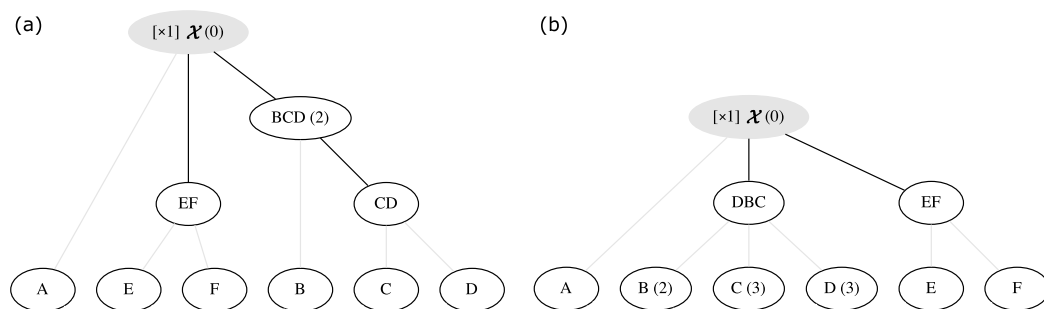 (a)
[×1] 𝓧 (0)
BCD (2)
EF
CD
A
E
F
B
C
D
(b)
[×1] 𝓧 (0)
DBC
EF
A
B (2)
C (3)
D (3)
E
F